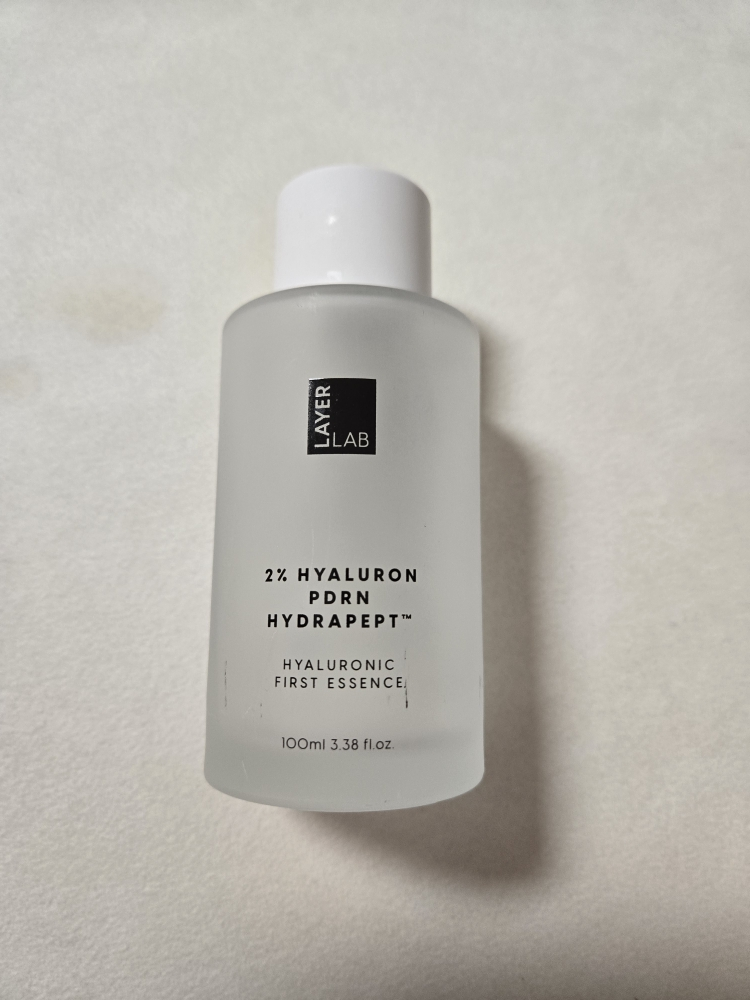 LAYER
LAB
2% HYALURON
PDRN
HYDRAPEPT™
HYALURONIC
FIRST ESSENCE
100ml 3.38 fl.oz.